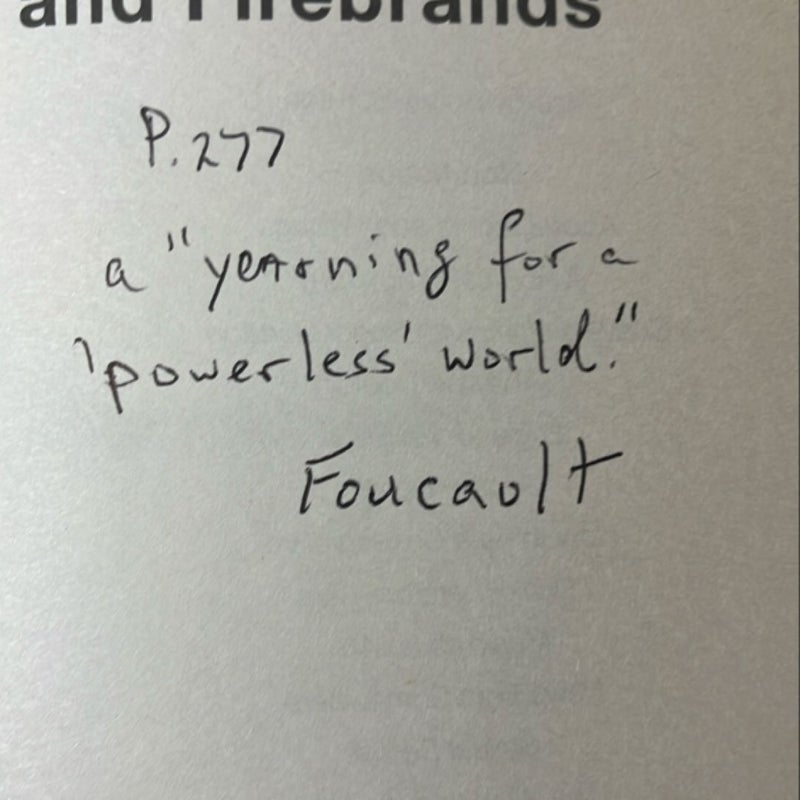 and Firebrands
P. 277
a "yearning for a
'powerless' world."
Foucault